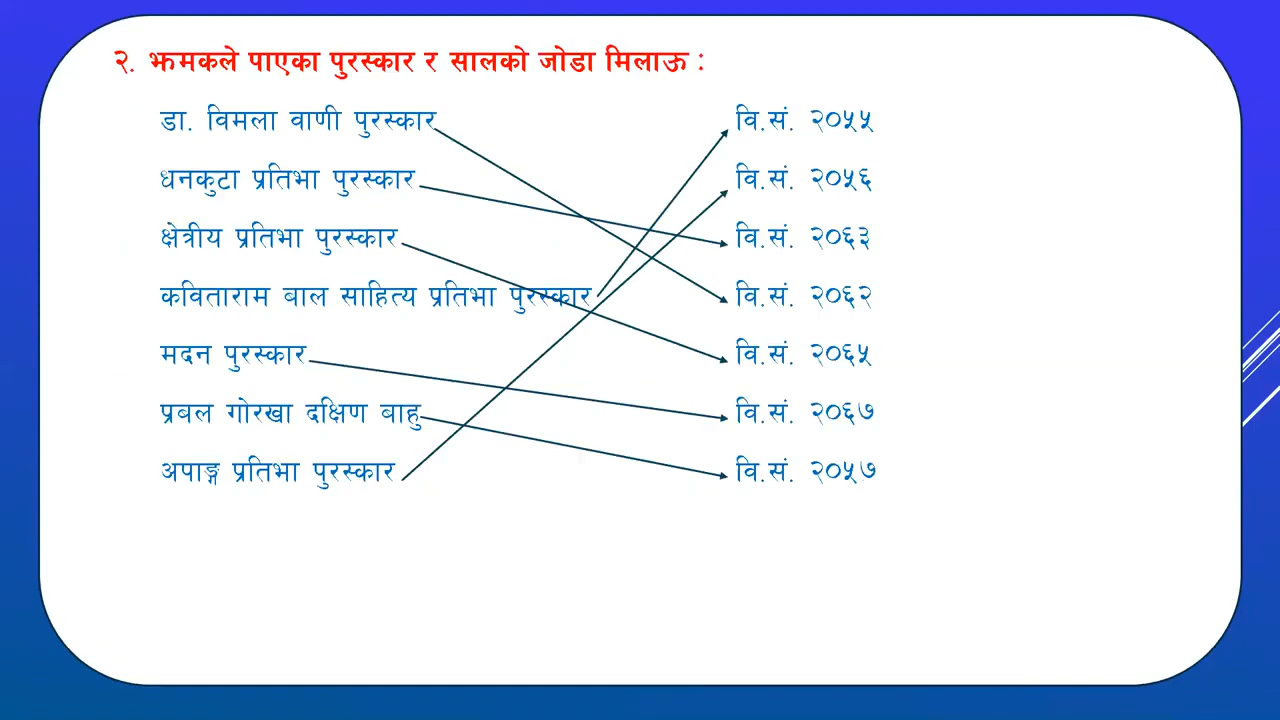 २. झमकले पाएका पुरस्कार र सालको जोडा मिलाऊ :
डा. विमला वाणी पुरस्कार वि.सं. २०५५
धनकुटा प्रतिभा पुरस्कार वि.सं. २०५६
क्षेत्रीय प्रतिभा पुरस्कार वि.सं. २०६३
कविताराम बाल साहित्य प्रतिभा पुरस्कार वि.सं. २०६२
मदन पुरस्कार वि.सं. २०६५
प्रबल गोरखा दक्षिण बाहु वि.सं. २०६७
अपाङ्ग प्रतिभा पुरस्कार वि.सं. २०५७